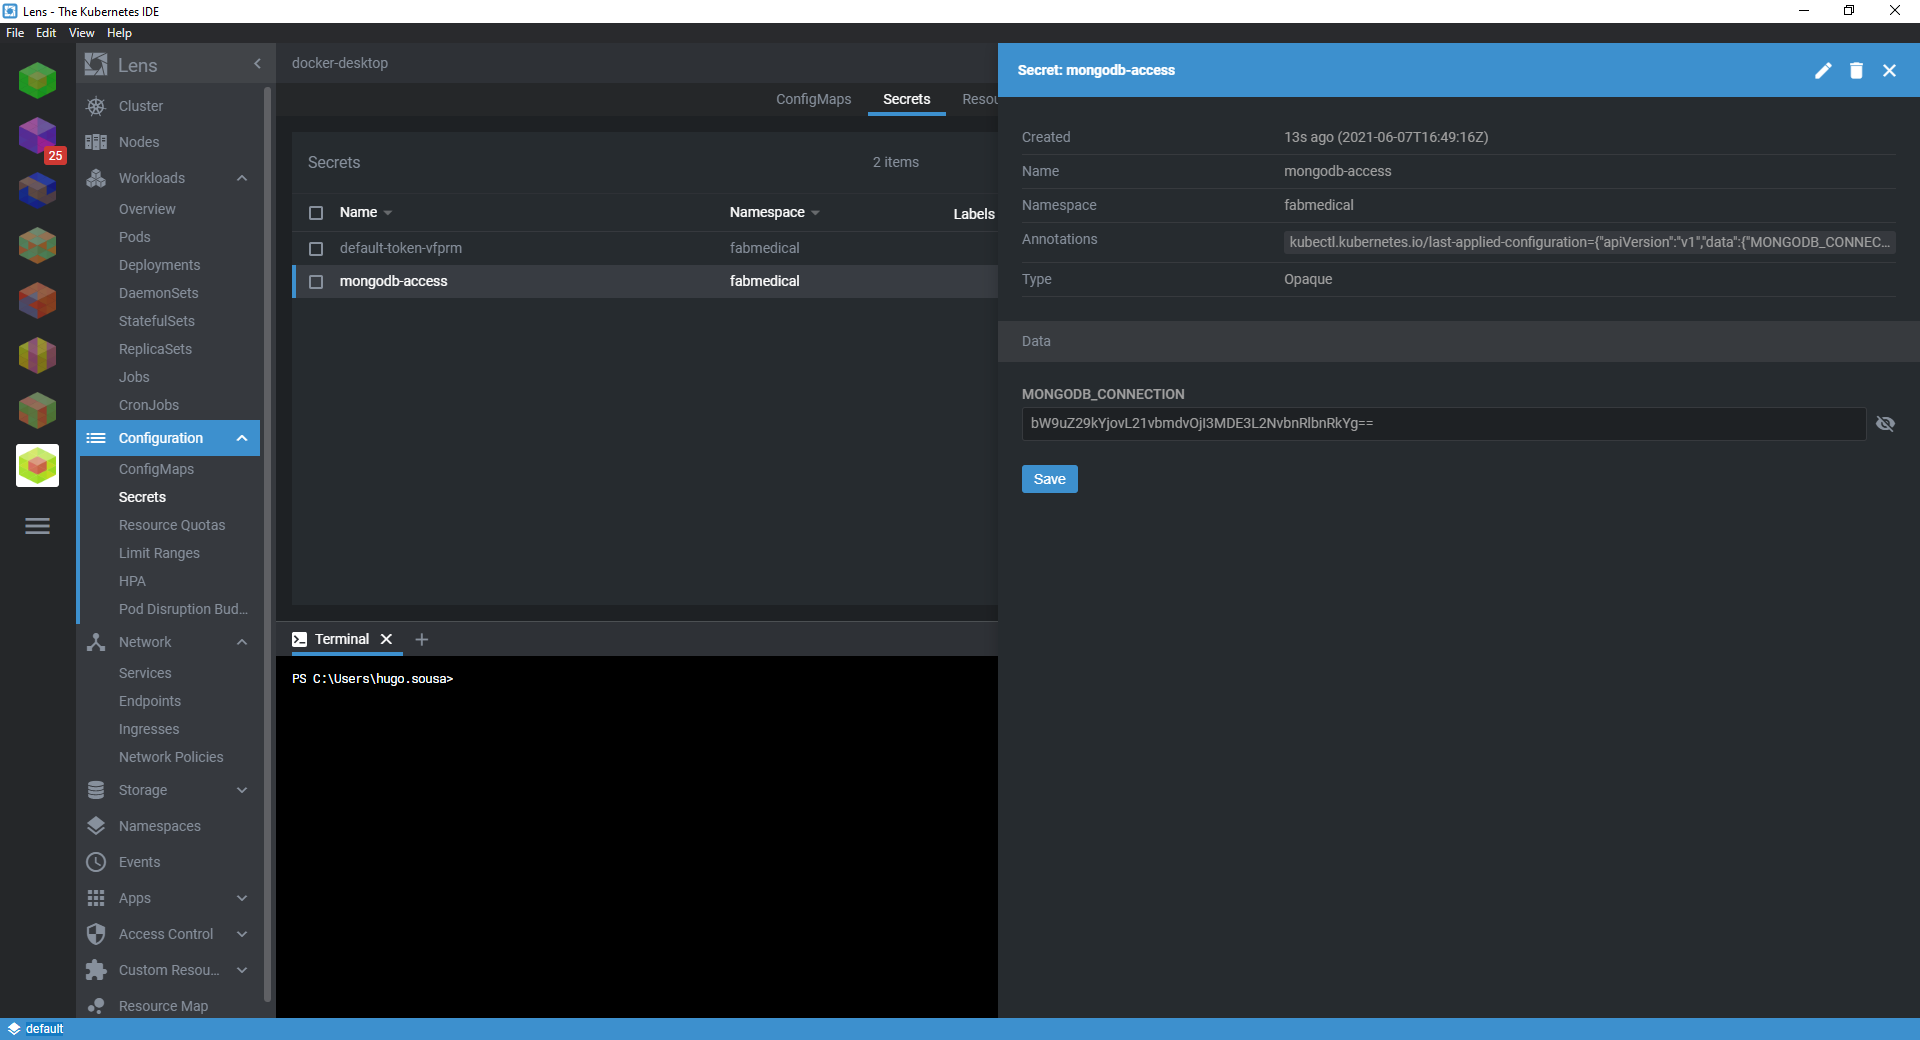 Lens - The Kubernetes IDE
File Edit View Help
Lens
docker-desktop
Secret: mongodb-access
25
Cluster
Nodes
Workloads
Overview
Pods
Deployments
DaemonSets
StatefulSets
ReplicaSets
Jobs
CronJobs
Configuration
ConfigMaps
Secrets
Resource Quotas
Limit Ranges
HPA
Pod Disruption Bud...
Network
Services
Endpoints
Ingresses
Network Policies
Storage
Namespaces
Events
Apps
Access Control
Custom Resou...
Resource Map
ConfigMaps Secrets Resou
Secrets 2 items
Name Namespace Labels
default-token-vfprm fabmedical
mongodb-access fabmedical
Terminal
PS C:\Users\hugo.sousa>
Created 13s ago (2021-06-07T16:49:16Z)
Name mongodb-access
Namespace fabmedical
Annotations kubectl.kubernetes.io/last-applied-configuration={"apiVersion":"v1","data":{"MONGODB_CONNEC...
Type Opaque
Data
MONGODB_CONNECTION
bW9uZ29kYjovL21vbmdvOjI3MDE3L2NvbnRlbnRkYg==
Save
default